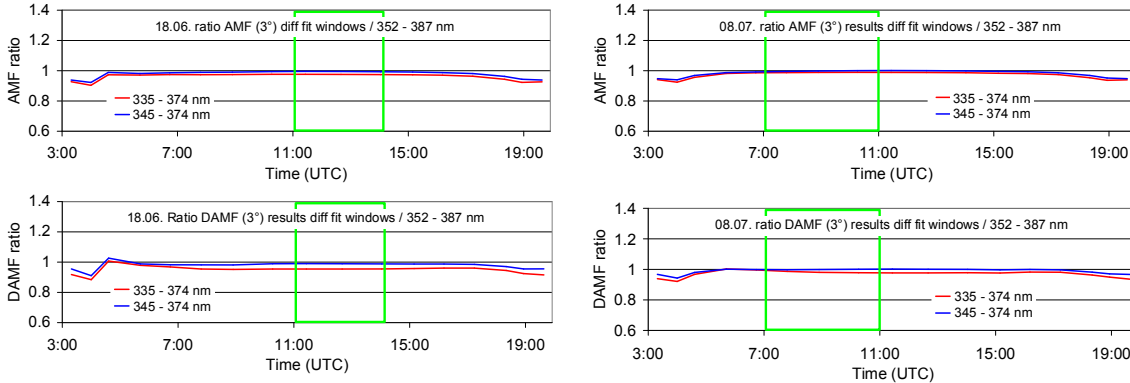 18.06. ratio AMF (3°) diff fit windows / 352 - 387 nm
AMF ratio
1.4
1.2
1
0.8
0.6
335 - 374 nm
345 - 374 nm
3:00 7:00 11:00 15:00 19:00
Time (UTC)
08.07. ratio AMF (3°) results diff fit windows / 352 - 387 nm
AMF ratio
1.4
1.2
1
0.8
0.6
335 - 374 nm
345 - 374 nm
3:00 7:00 11:00 15:00 19:00
Time (UTC)
18.06. Ratio DAMF (3°) results diff fit windows / 352 - 387 nm
DAMF ratio
1.4
1.2
1
0.8
0.6
335 - 374 nm
345 - 374 nm
3:00 7:00 11:00 15:00 19:00
Time (UTC)
08.07. ratio DAMF (3°) results diff fit windows / 352 - 387 nm
DAMF ratio
1.4
1.2
1
0.8
0.6
335 - 374 nm
345 - 374 nm
3:00 7:00 11:00 15:00 19:00
Time (UTC)